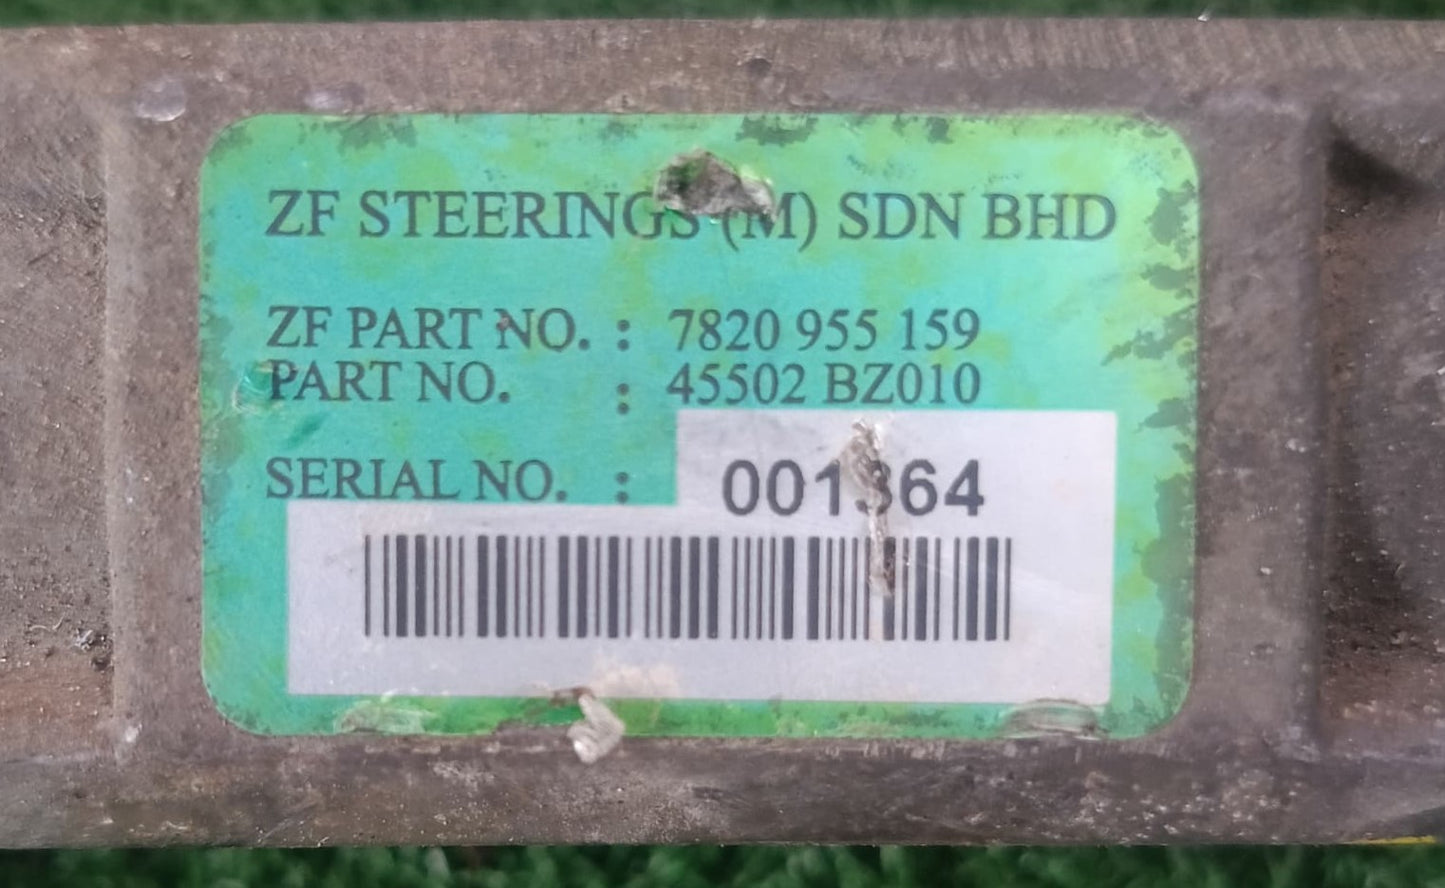 ZF STEERINGS (M) SDN BHD
ZF PART NO. : 7820 955 159
PART NO. : 45502 BZ010
SERIAL NO. : 001364